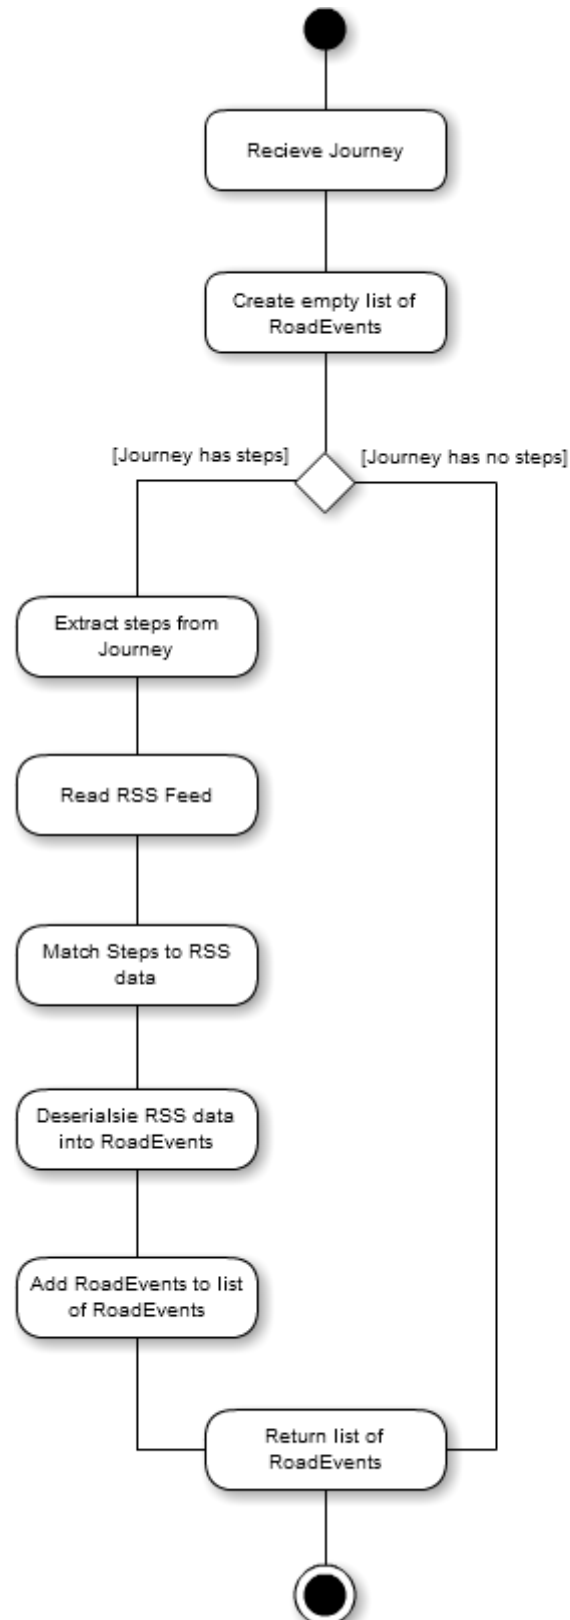 Recieve Journey
Create empty list of
RoadEvents
[Journey has steps]
[Journey has no steps]
Extract steps from
Journey
Read RSS Feed
Match Steps to RSS
data
Deserialsie RSS data
into RoadEvents
Add RoadEvents to list
of RoadEvents
Return list of
RoadEvents